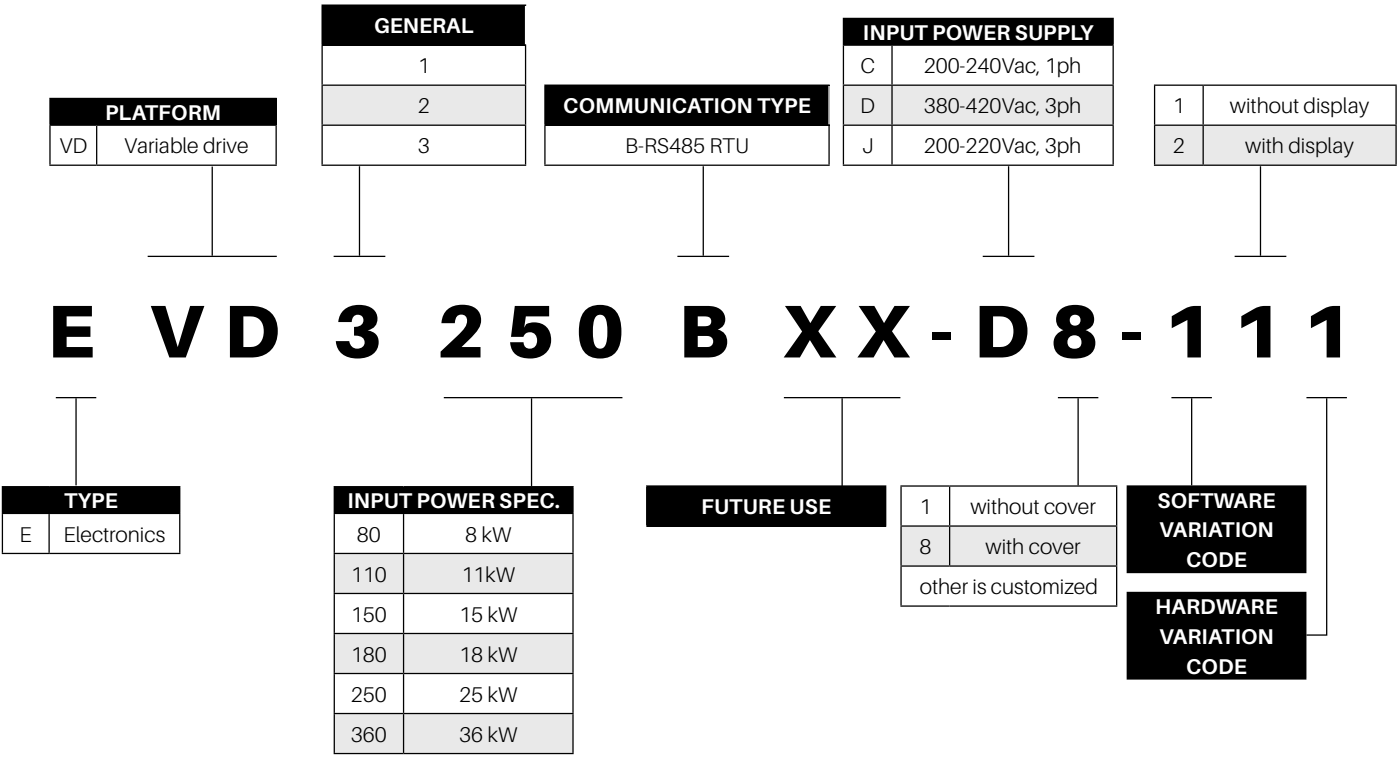 GENERAL
1
2
3
PLATFORM
VD Variable drive
COMMUNICATION TYPE
B-RS485 RTU
INPUT POWER SUPPLY
C 200-240Vac, 1ph
D 380-420Vac, 3ph
J 200-220Vac, 3ph
1 without display
2 with display
E VD 3 250 B XX-D8-111
TYPE
E Electronics
INPUT POWER SPEC.
80 8 kW
110 11kW
150 15 kW
180 18 kW
250 25 kW
360 36 kW
FUTURE USE
1 without cover
8 with cover
other is customized
SOFTWARE
VARIATION
CODE
HARDWARE
VARIATION
CODE